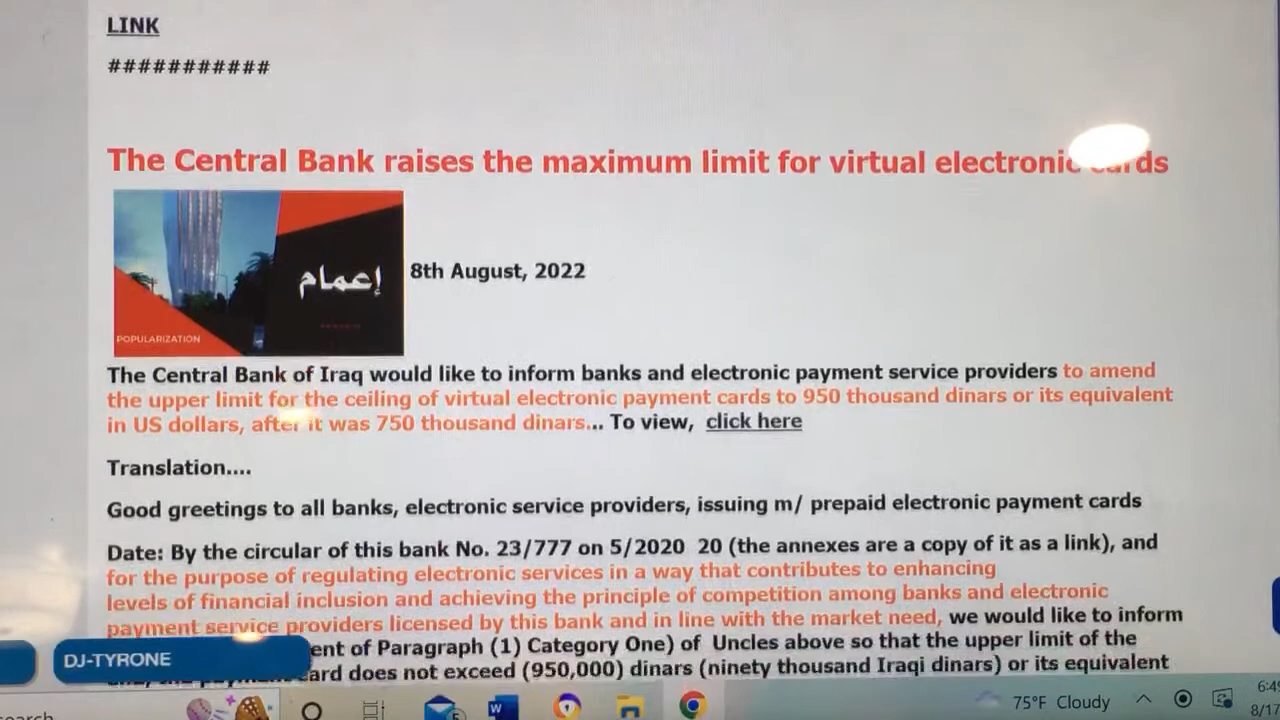 LINK
###########
The Central Bank raises the maximum limit for virtual electronic cards
إعمام
POPULARIZATION
8th August, 2022
The Central Bank of Iraq would like to inform banks and electronic payment service providers to amend
the upper limit for the ceiling of virtual electronic payment cards to 950 thousand dinars or its equivalent
in US dollars, after it was 750 thousand dinars... To view, click here
Translation....
Good greetings to all banks, electronic service providers, issuing m/ prepaid electronic payment cards
Date: By the circular of this bank No. 23/777 on 5/2020 20 (the annexes are a copy of it as a link), and
for the purpose of regulating electronic services in a way that contributes to enhancing
levels of financial inclusion and achieving the principle of competition among banks and electronic
payment service providers licensed by this bank and in line with the market need, we would like to inform
ent of Paragraph (1) Category One) of Uncles above so that the upper limit of the
card does not exceed (950,000) dinars (ninety thousand Iraqi dinars) or its equivalent
DJ-TYRONE
earch
75°F Cloudy
6:49
8/17